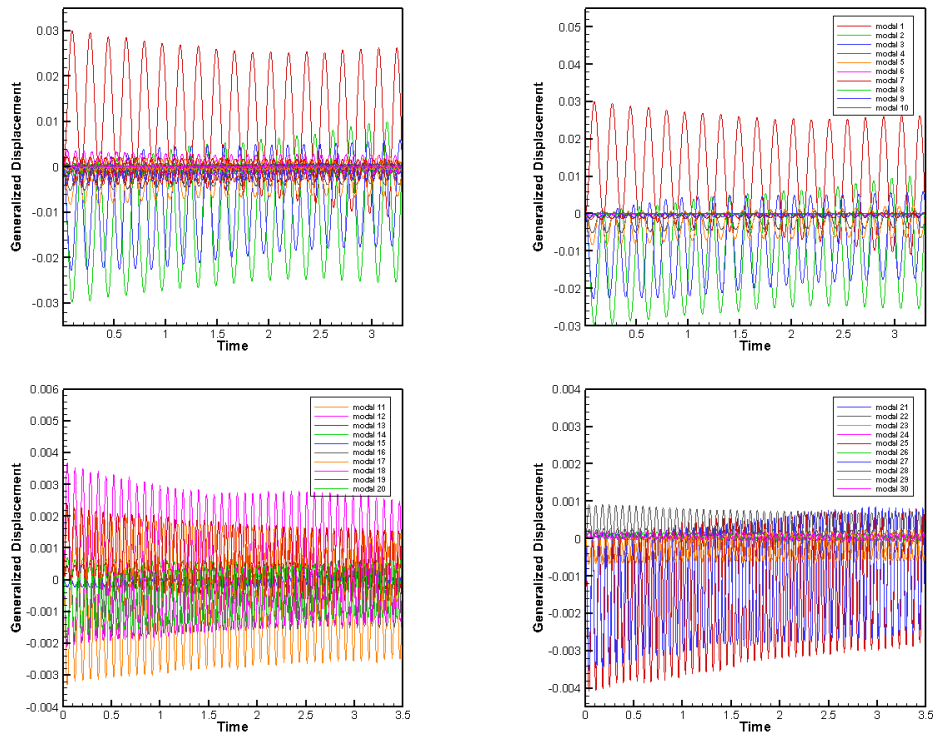 0.03
0.02
0.01
0
-0.01
-0.02
-0.03
0.5
1
1.5
2
2.5
3
Time
Generalized Displacement
0.05
0.04
0.03
0.02
0.01
0
-0.01
-0.02
-0.03
0.5
1
1.5
2
2.5
3
Time
Generalized Displacement
modal 1
modal 2
modal 3
modal 4
modal 5
modal 6
modal 7
modal 8
modal 9
modal 10
0.006
0.005
0.004
0.003
0.002
0.001
0
-0.001
-0.002
-0.003
-0.004
0
0.5
1
1.5
2
2.5
3
3.5
Time
Generalized Displacement
modal 11
modal 12
modal 13
modal 14
modal 15
modal 16
modal 17
modal 18
modal 19
modal 20
0.004
0.003
0.002
0.001
0
-0.001
-0.002
-0.003
-0.004
0
0.5
1
1.5
2
2.5
3
3.5
Time
Generalized Displacement
modal 21
modal 22
modal 23
modal 24
modal 25
modal 26
modal 27
modal 28
modal 29
modal 30